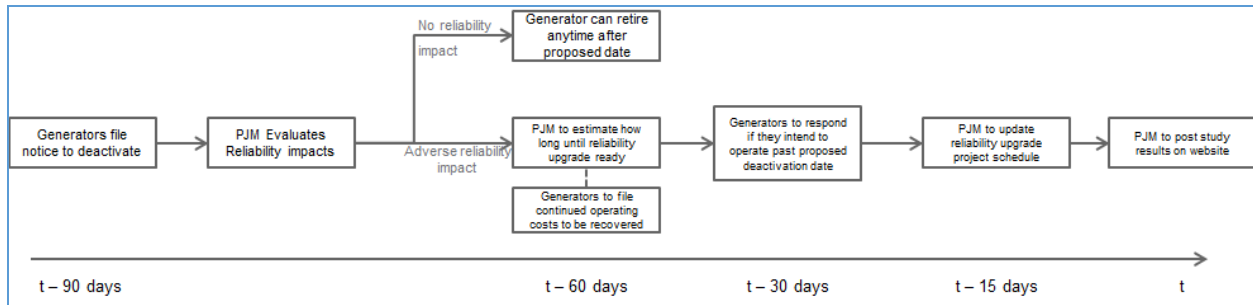 No reliability
impact
Generator can retire
anytime after
proposed date
Generators file
notice to deactivate
PJM Evaluates
Reliability impacts
Adverse reliability
impact
PJM to estimate how
long until reliability
upgrade ready
Generators to file
continued operating
costs to be recovered
Generators to respond
if they intend to
operate past proposed
deactivation date
PJM to update
reliability upgrade
project schedule
PJM to post study
results on website
t – 90 days
t – 60 days
t – 30 days
t – 15 days
t